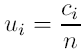 u_i = \frac{c_i}{n}